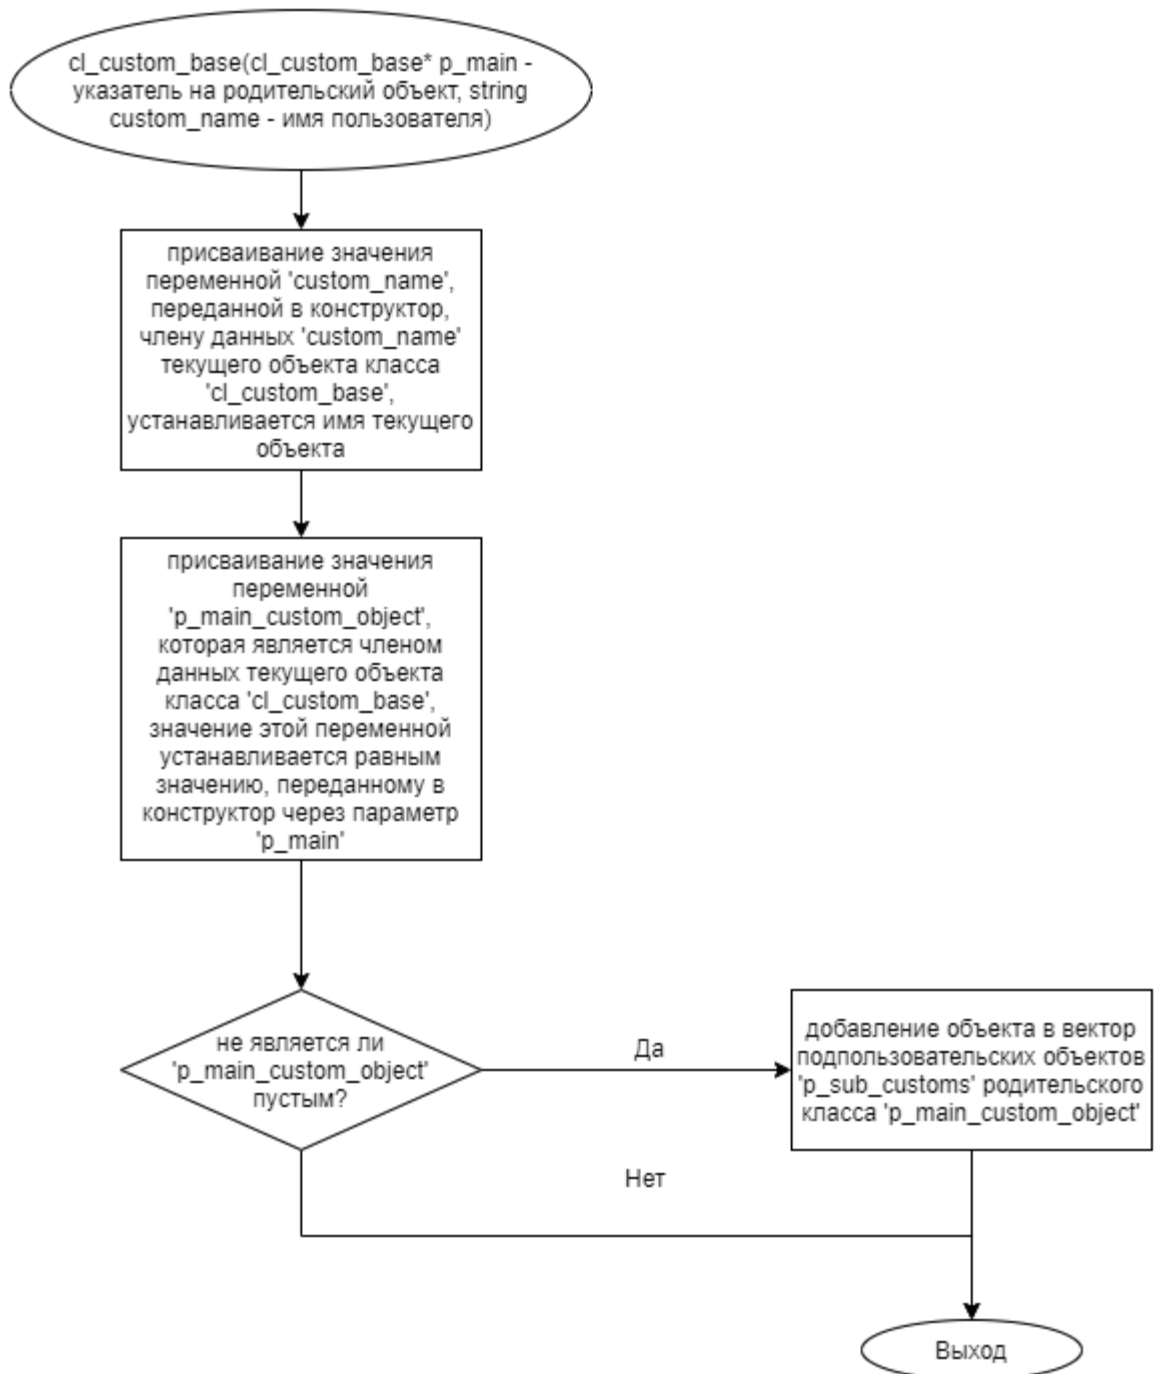 cl_custom_base(cl_custom_base* p_main -
указатель на родительский объект, string
custom_name - имя пользователя)
присваивание значения
переменной 'custom_name',
переданной в конструктор,
члену данных 'custom_name'
текущего объекта класса
'cl_custom_base',
устанавливается имя текущего
объекта
присваивание значения
переменной
'p_main_custom_object',
которая является членом
данных текущего объекта
класса 'cl_custom_base',
значение этой переменной
устанавливается равным
значению, переданному в
конструктор через параметр
'p_main'
не является ли
'p_main_custom_object'
пустым?
Да
добавление объекта в вектор
подпользовательских объектов
'p_sub_customs' родительского
класса 'p_main_custom_object'
Нет
Выход